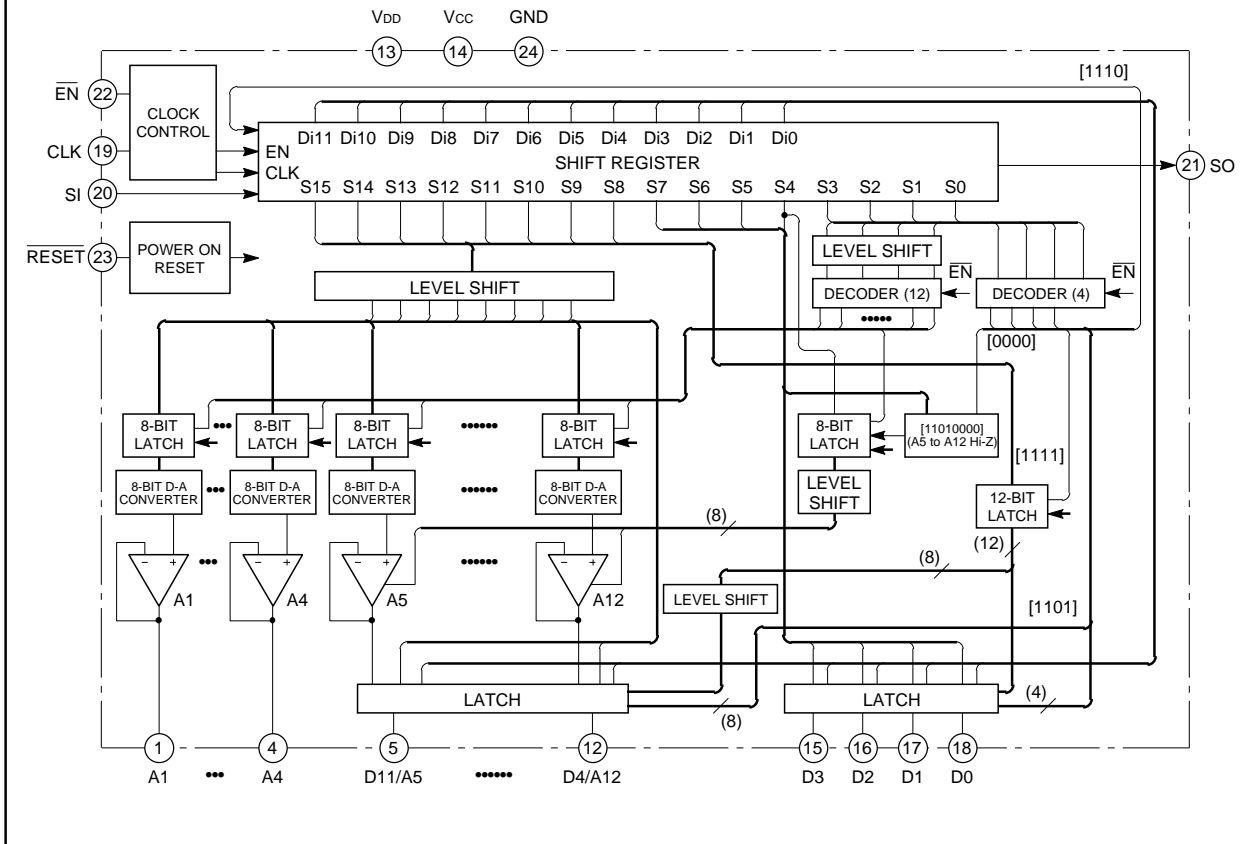 VDD VCC GND
13 14 24
[1110]
EN 22
CLOCK
CONTROL
Di11 Di10 Di9 Di8 Di7 Di6 Di5 Di4 Di3 Di2 Di1 Di0
CLK 19
EN
SHIFT REGISTER
21 SO
CLK
SI 20
S15 S14 S13 S12 S11 S10 S9 S8 S7 S6 S5 S4 S3 S2 S1 S0
RESET 23
POWER ON
RESET
LEVEL SHIFT
LEVEL SHIFT
EN EN
DECODER (12) DECODER (4)
•••••
[0000]
8-BIT
LATCH
•••
8-BIT
LATCH
8-BIT
LATCH
••••••
8-BIT
LATCH
8-BIT
LATCH
[11010000]
(A5 to A12 Hi-Z)
[1111]
8-BIT D-A
CONVERTER
•••
8-BIT D-A
CONVERTER
8-BIT D-A
CONVERTER
••••••
8-BIT D-A
CONVERTER
LEVEL
SHIFT
12-BIT
LATCH
(8)
(12)
(8)
− + ••• − + − + •••••• − +
A1 A4 A5 A12
LEVEL SHIFT
[1101]
LATCH
(8)
LATCH
(4)
1 4 5 12 15 16 17 18
A1 ••• A4 D11/A5 •••••• D4/A12 D3 D2 D1 D0